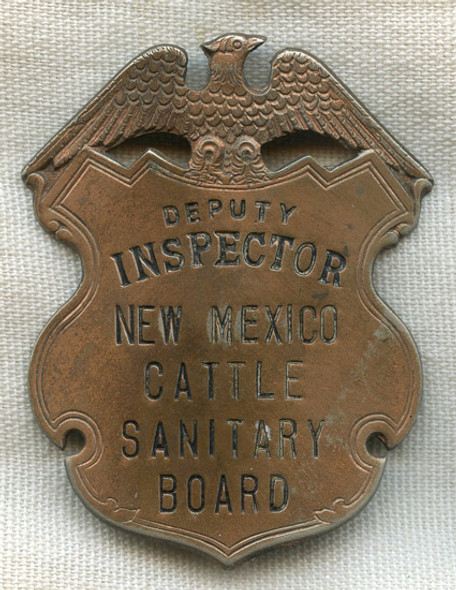 DEPUTY
INSPECTOR
NEW MEXICO
CATTLE
SANITARY
BOARD